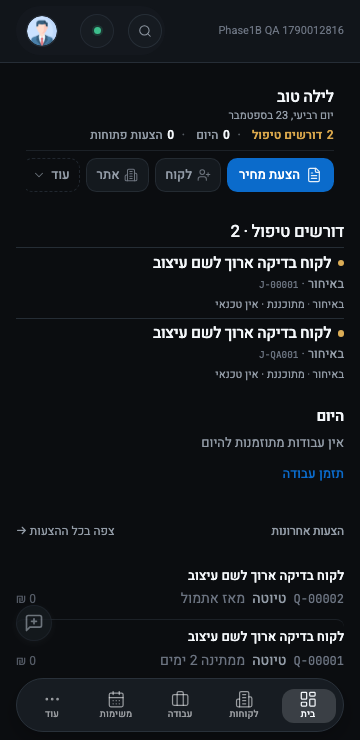 Phase1B QA 1790012816
לילה טוב
יום רביעי, 23 בספטמבר
2 דורשים טיפול · 0 היום · 0 הצעות פתוחות
הצעת מחיר
לקוח
אתר
עוד
דורשים טיפול · 2
לקוח בדיקה ארוך לשם עיצוב
באיחור · J-00001
באיחור · מתוכננת · אין טכנאי
לקוח בדיקה ארוך לשם עיצוב
באיחור · J-QA001
באיחור · מתוכננת · אין טכנאי
היום
אין עבודות מתוזמנות להיום
תזמן עבודה
הצעות אחרונות
צפה בכל ההצעות →
לקוח בדיקה ארוך לשם עיצוב
Q-00002 טיוטה מאז אתמול
0 ₪
לקוח בדיקה ארוך לשם עיצוב
Q-00001 טיוטה ממתינה 2 ימים
0 ₪
בית
לקוחות
עבודה
משימות
עוד